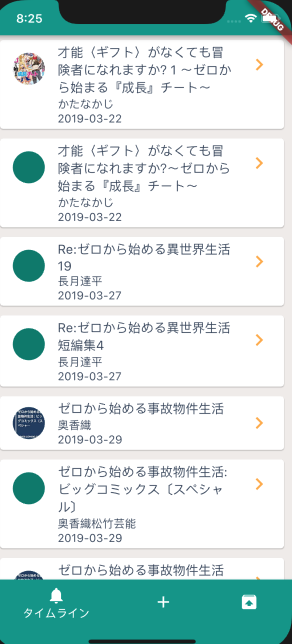 8:25
DEBUG
才能〈ギフト〉がなくても冒
険者になれますか? 1 〜ゼロか
ら始まる『成長』チート〜
かたなかじ
2019-03-22
才能〈ギフト〉がなくても冒
険者になれますか?〜ゼロから
始まる『成長』チート〜
かたなかじ
2019-03-22
Re:ゼロから始める異世界生活
19
長月達平
2019-03-27
Re:ゼロから始める異世界生活
短編集4
長月達平
2019-03-27
ゼロから始める事故物件生活
奥香織
2019-03-29
ゼロから始める事故物件生活:
ビッグコミックス〔スペシャ
ル〕
奥香織松竹芸能
2019-03-29
ゼロから始める事故物件生活
タイムライン